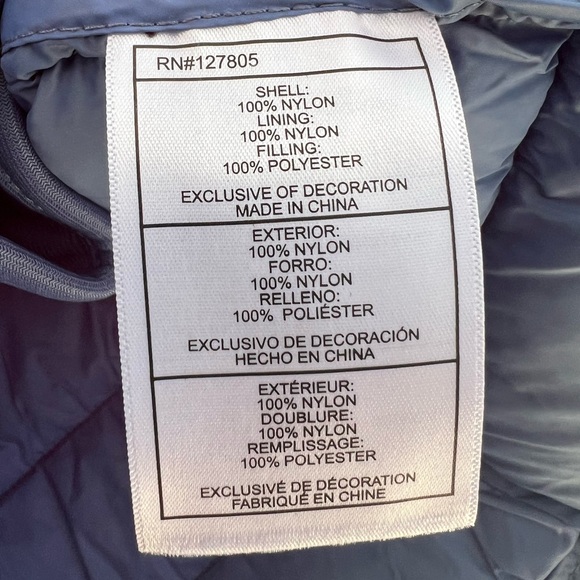 RN#127805
SHELL:
100% NYLON
LINING:
100% NYLON
FILLING:
100% POLYESTER
EXCLUSIVE OF DECORATION
MADE IN CHINA
EXTERIOR:
100% NYLON
FORRO:
100% NYLON
RELLENO:
100% POLIÉSTER
EXCLUSIVO DE DECORACIÓN
HECHO EN CHINA
EXTÉRIEUR:
100% NYLON
DOUBLURE:
100% NYLON
REMPLISSAGE:
100% POLYESTER
EXCLUSIVÉ DE DÉCORATION
FABRIQUÉ EN CHINE